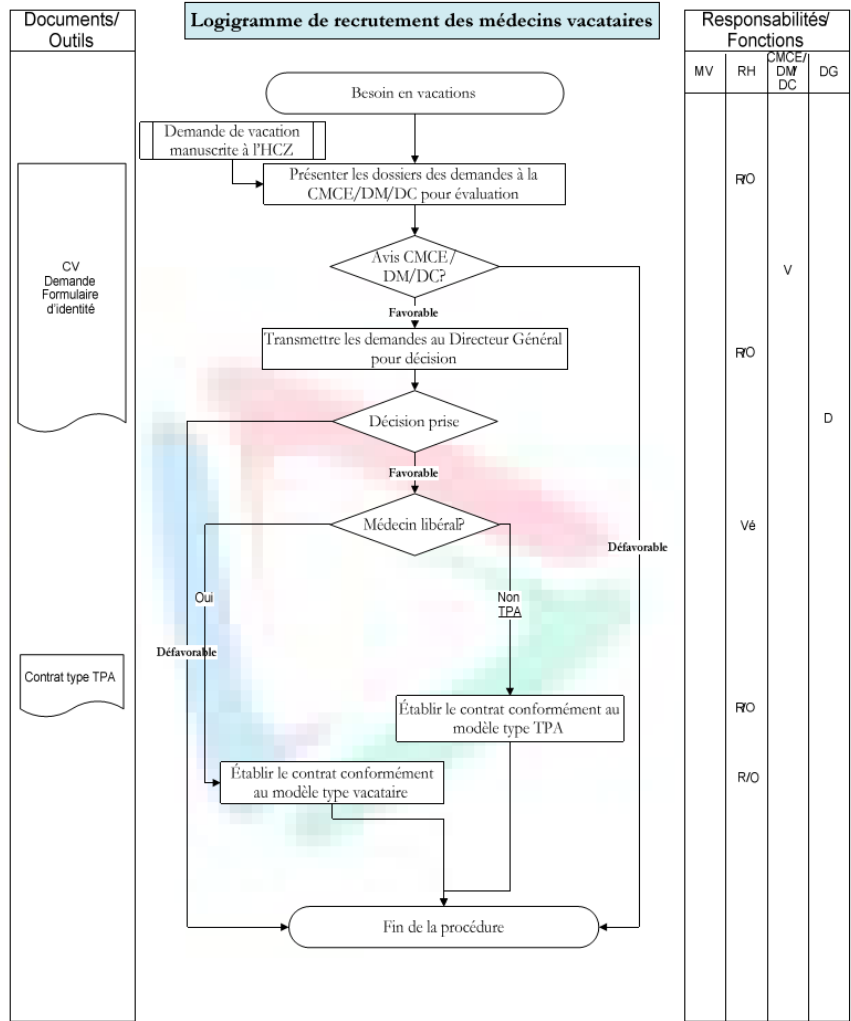 Documents/
Outils
Logigramme de recrutement des médecins vacataires
Responsabilités/
Fonctions
MV
RH
CMCE/
DM/
DC
DG
Besoin en vacations
Demande de vacation
manuscrite à l'HCZ
Présenter les dossiers des demandes à la
CMCE/DM/DC pour évaluation
R/O
CV
Demande
Formulaire
d'identité
Avis CMCE/
DM/DC?
V
Favorable
Transmettre les demandes au Directeur Général
pour décision
R/O
Décision prise
D
Favorable
Médecin libéral?
Vé
Défavorable
Oui
Non
TPA
Défavorable
Contrat type TPA
Établir le contrat conformément au
modèle type TPA
R/O
Établir le contrat conformément
au modèle type vacataire
R/O
Fin de la procédure